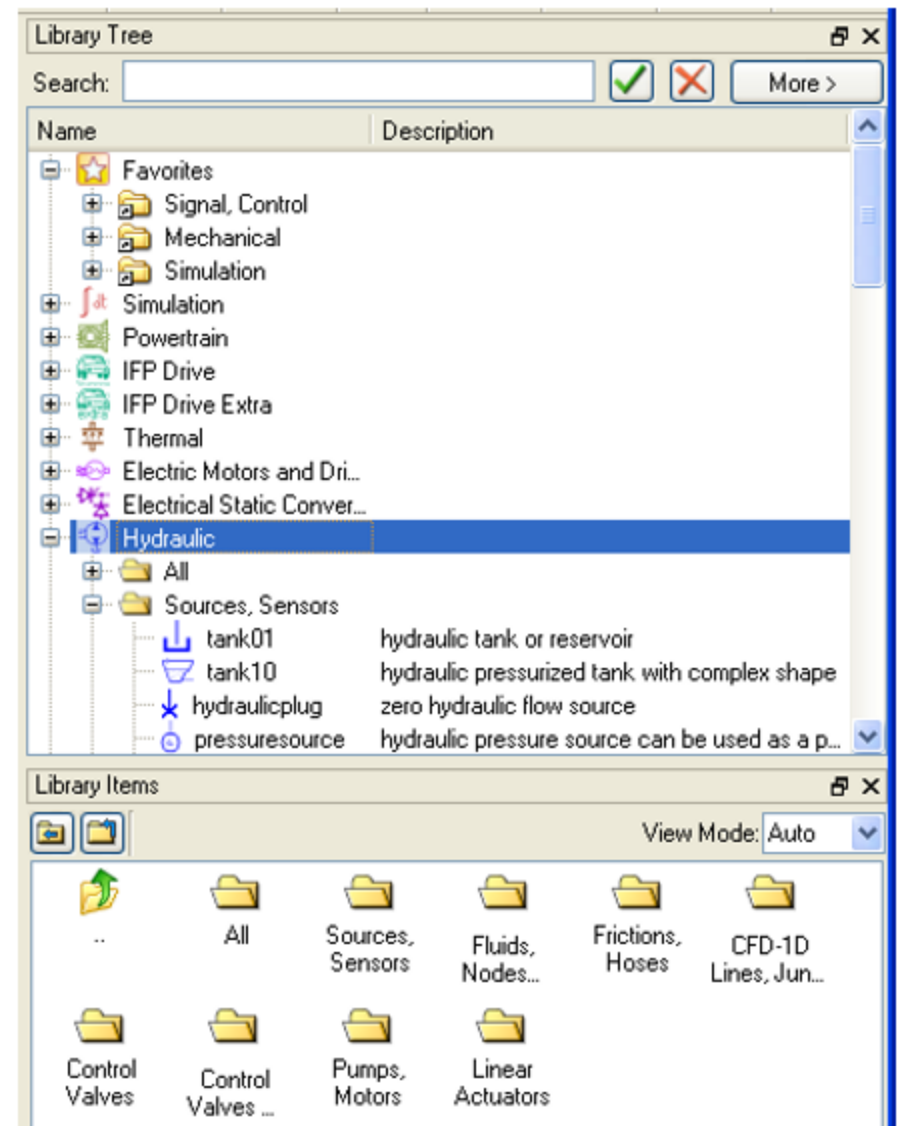 Library Tree
Search:
More >
Name Description
Favorites
Signal, Control
Mechanical
Simulation
∫dt Simulation
Powertrain
IFP Drive
IFP Drive Extra
Thermal
Electric Motors and Dri...
Electrical Static Conver...
Hydraulic
All
Sources, Sensors
tank01 hydraulic tank or reservoir
tank10 hydraulic pressurized tank with complex shape
hydraulicplug zero hydraulic flow source
pressuresource hydraulic pressure source can be used as a p...
Library Items
View Mode: Auto
..
All
Sources,
Sensors
Fluids,
Nodes...
Frictions,
Hoses
CFD-1D
Lines, Jun...
Control
Valves
Control
Valves ...
Pumps,
Motors
Linear
Actuators